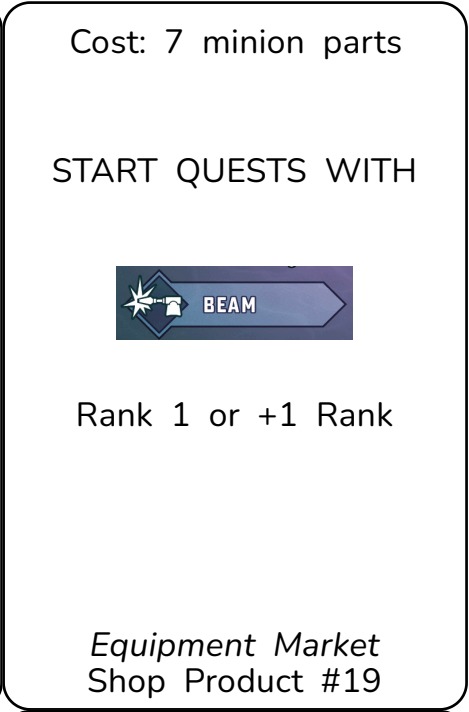 Cost: 7 minion parts
START QUESTS WITH
BEAM
Rank 1 or +1 Rank
Equipment Market
Shop Product #19